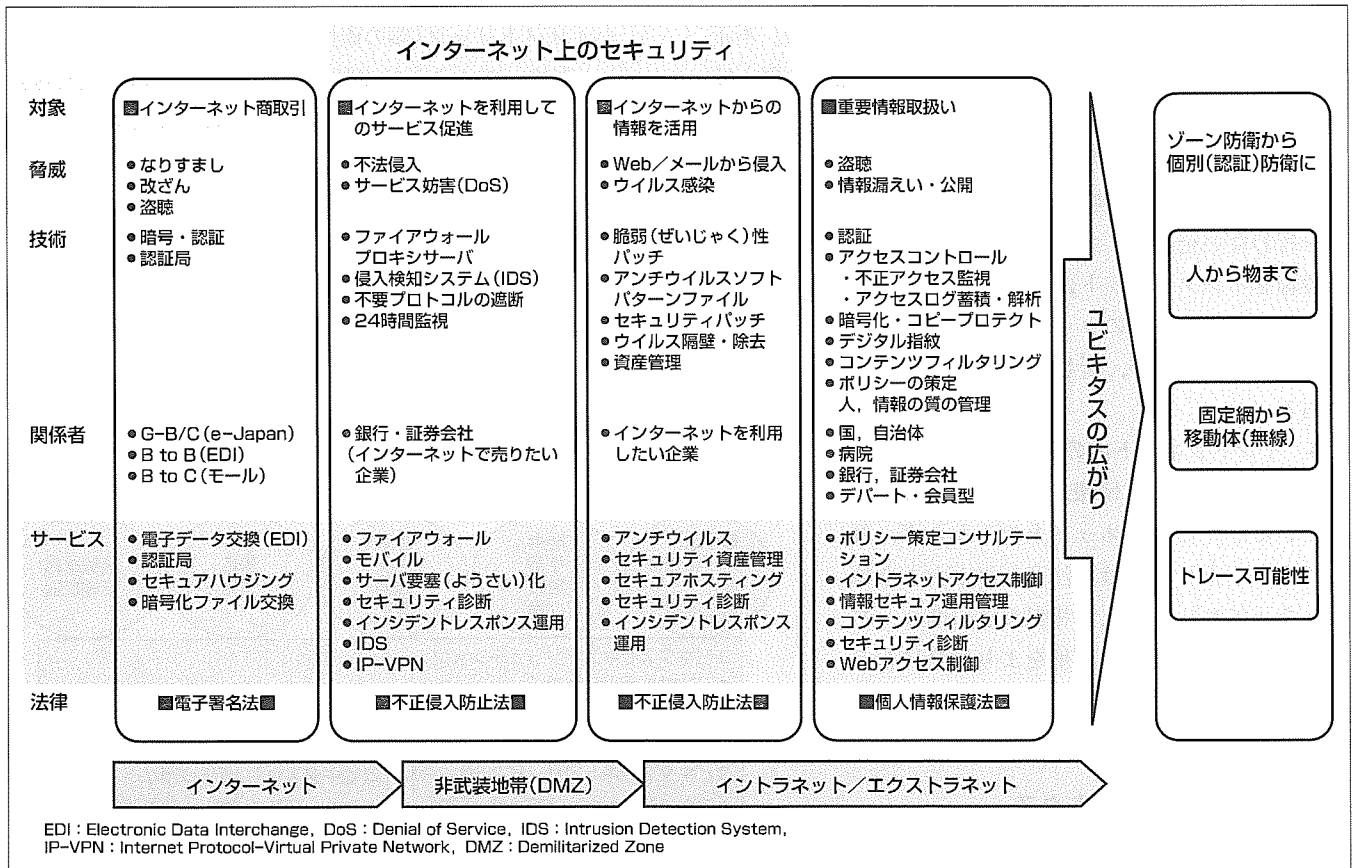 インターネット上のセキュリティ
対象
■インターネット商取引
■インターネットを利用して
のサービス促進
■インターネットからの
情報を活用
■重要情報取扱い
脅威
●なりすまし
●改ざん
●盗聴
●不法侵入
●サービス妨害(DoS)
●Web／メールから侵入
●ウイルス感染
●盗聴
●情報漏えい・公開
技術
●暗号・認証
●認証局
●ファイアウォール
プロキシサーバ
●侵入検知システム(IDS)
●不要プロトコルの遮断
●24時間監視
●脆弱(ぜいじゃく)性
パッチ
●アンチウイルスソフト
パターンファイル
●セキュリティパッチ
●ウイルス隔壁・除去
●資産管理
●認証
●アクセスコントロール
・不正アクセス監視
・アクセスログ蓄積・解析
●暗号化・コピープロテクト
●デジタル指紋
●コンテンツフィルタリング
●ポリシーの策定
人，情報の質の管理
関係者
●G-B/C(e-Japan)
●B to B(EDI)
●B to C(モール)
●銀行・証券会社
(インターネットで売りたい
企業)
●インターネットを利用
したい企業
●国，自治体
●病院
●銀行，証券会社
●デパート・会員型
サービス
●電子データ交換(EDI)
●認証局
●セキュアハウジング
●暗号化ファイル交換
●ファイアウォール
●モバイル
●サーバ要塞(ようさい)化
●セキュリティ診断
●インシデントレスポンス運用
●IDS
●IP-VPN
●アンチウイルス
●セキュリティ資産管理
●セキュアホスティング
●セキュリティ診断
●インシデントレスポンス
運用
●ポリシー策定コンサルテー
ション
●イントラネットアクセス制御
●情報セキュア運用管理
●コンテンツフィルタリング
●セキュリティ診断
●Webアクセス制御
法律
■電子署名法■
■不正侵入防止法■
■不正侵入防止法■
■個人情報保護法■
ユビキタスの広がり
ゾーン防衛から
個別(認証)防衛に
人から物まで
固定網から
移動体(無線)
トレース可能性
インターネット
非武装地帯(DMZ)
イントラネット／エクストラネット
EDI：Electronic Data Interchange，DoS：Denial of Service，IDS：Intrusion Detection System，
IP-VPN：Internet Protocol-Virtual Private Network，DMZ：Demilitarized Zone